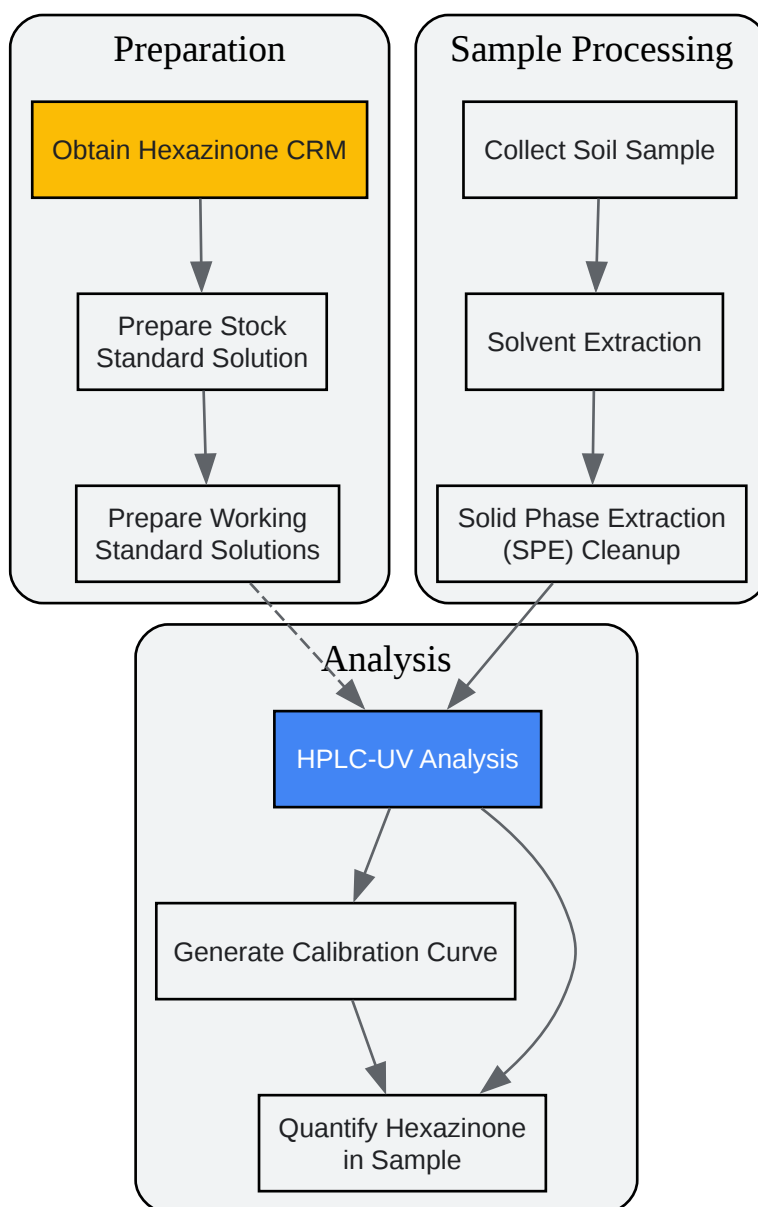 Preparation
Obtain Hexazinone CRM
Prepare Stock
Standard Solution
Prepare Working
Standard Solutions
Sample Processing
Collect Soil Sample
Solvent Extraction
Solid Phase Extraction
(SPE) Cleanup
Analysis
HPLC-UV Analysis
Generate Calibration Curve
Quantify Hexazinone
in Sample